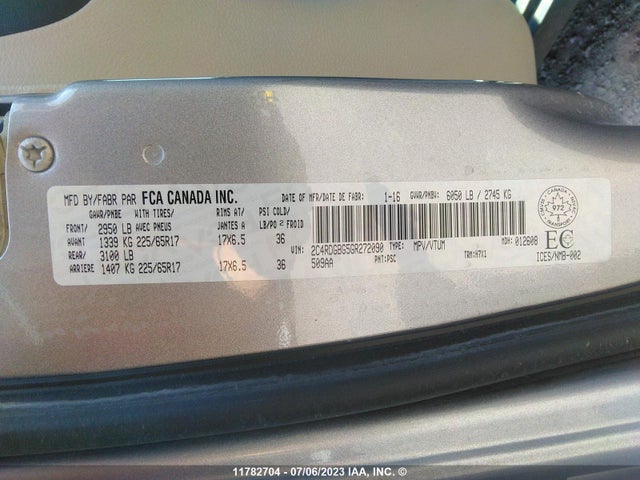 MFD BY/FABR PAR FCA CANADA INC. DATE OF MFR/DATE DE FABR: 1-16 GVWR/PNBV: 6050 LB / 2745 KG
GAWR/PNBE WITH TIRES/ RIMS AT/ PSI COLD/
FRONT/ 2950 LB AVEC PNEUS JANTES A LB/PO2 FROID
AVANT 1339 KG 225/65R17 17X6.5 36
REAR/ 3100 LB
ARRIERE 1407 KG 225/65R17 17X6.5 36
VIN: 2C4RDGBG5GR272090 TYPE: MPV/VTUM MDH: 012608
509AA PNT: PSC TRM: H7X1
CANADA
972
EC
ICES/NMB-002
11782704 - 07/06/2023 IAA, INC. ©